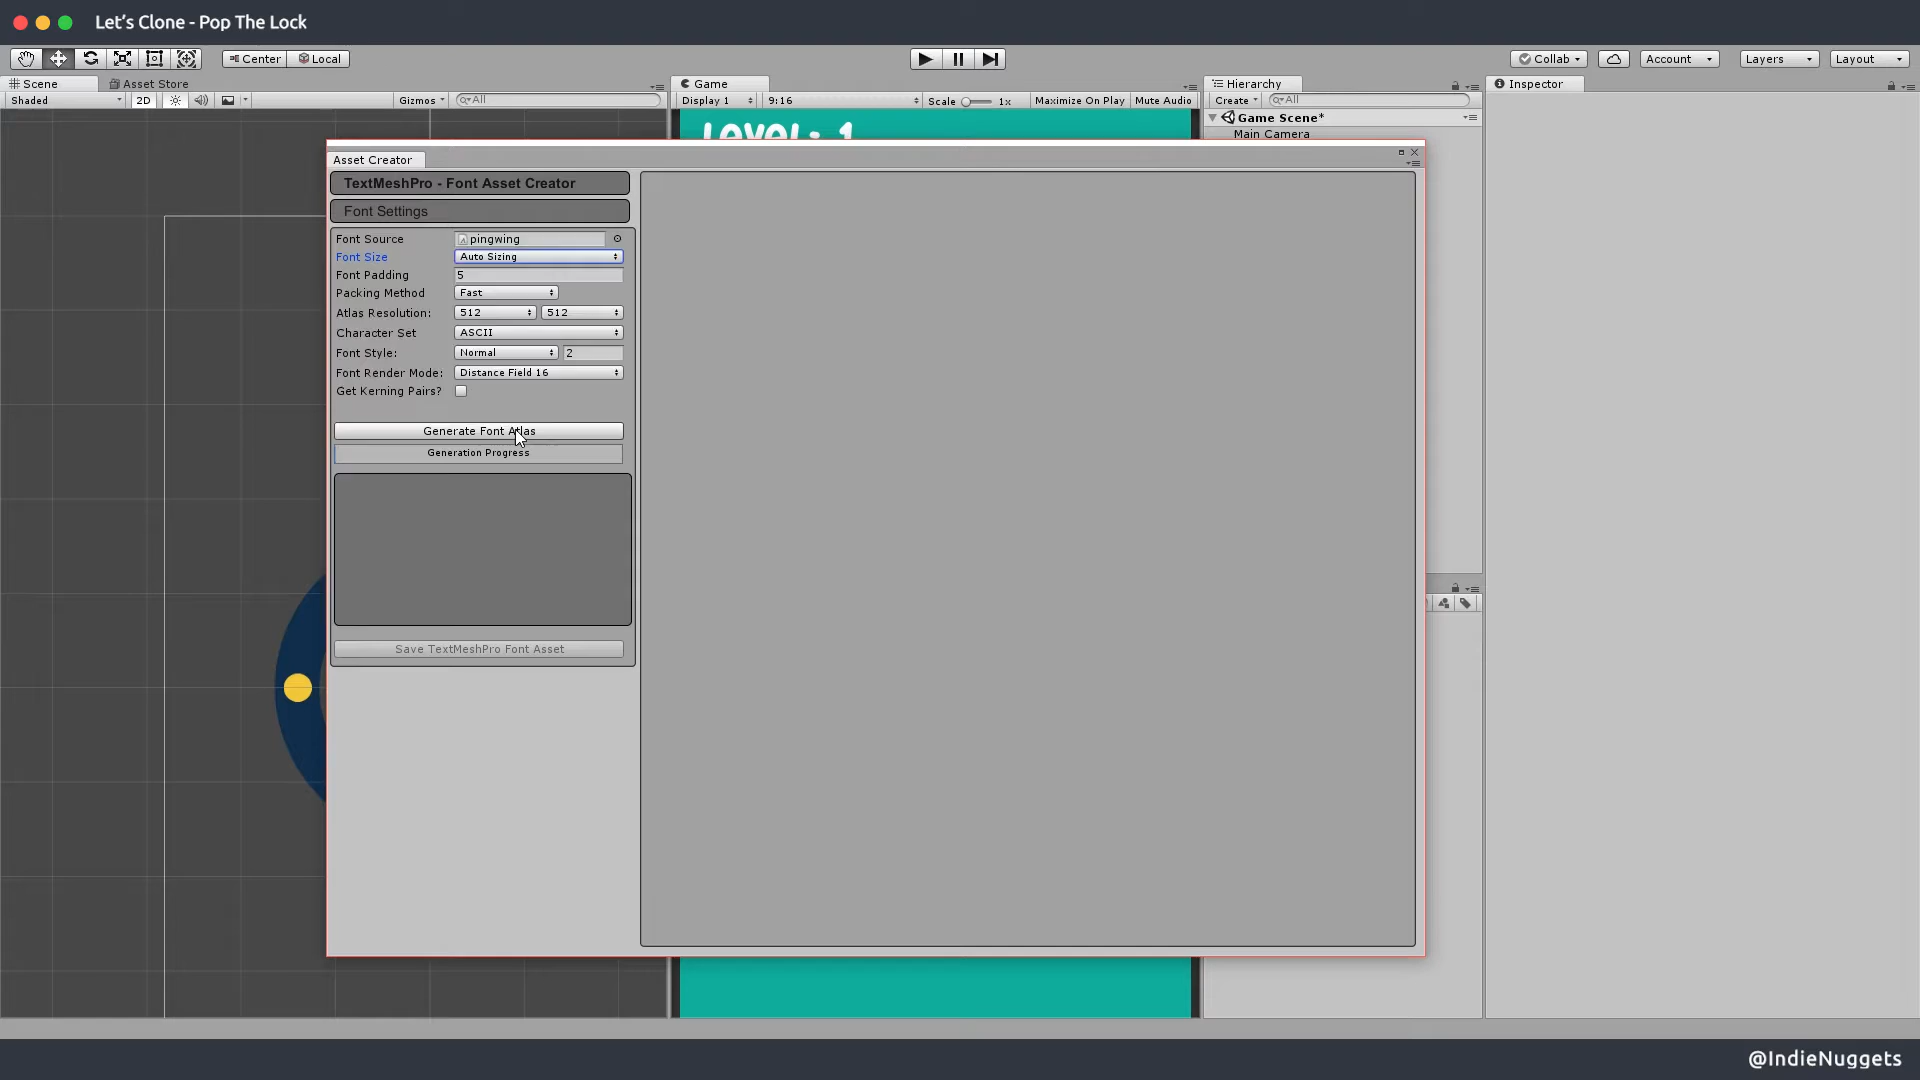 Let's Clone - Pop The Lock
Center Local
Collab Account Layers Layout
Scene Asset Store
Game
Hierarchy
Inspector
Shaded 2D Gizmos All
Display 1 9:16 Scale 1x Maximize On Play Mute Audio
Create All
Game Scene*
Main Camera
LEVEL: 1
Asset Creator
TextMeshPro - Font Asset Creator
Font Settings
Font Source pingwing
Font Size Auto Sizing
Font Padding 5
Packing Method Fast
Atlas Resolution: 512 512
Character Set ASCII
Font Style: Normal 2
Font Render Mode: Distance Field 16
Get Kerning Pairs?
Generate Font Atlas
Generation Progress
Save TextMeshPro Font Asset
@IndieNuggets